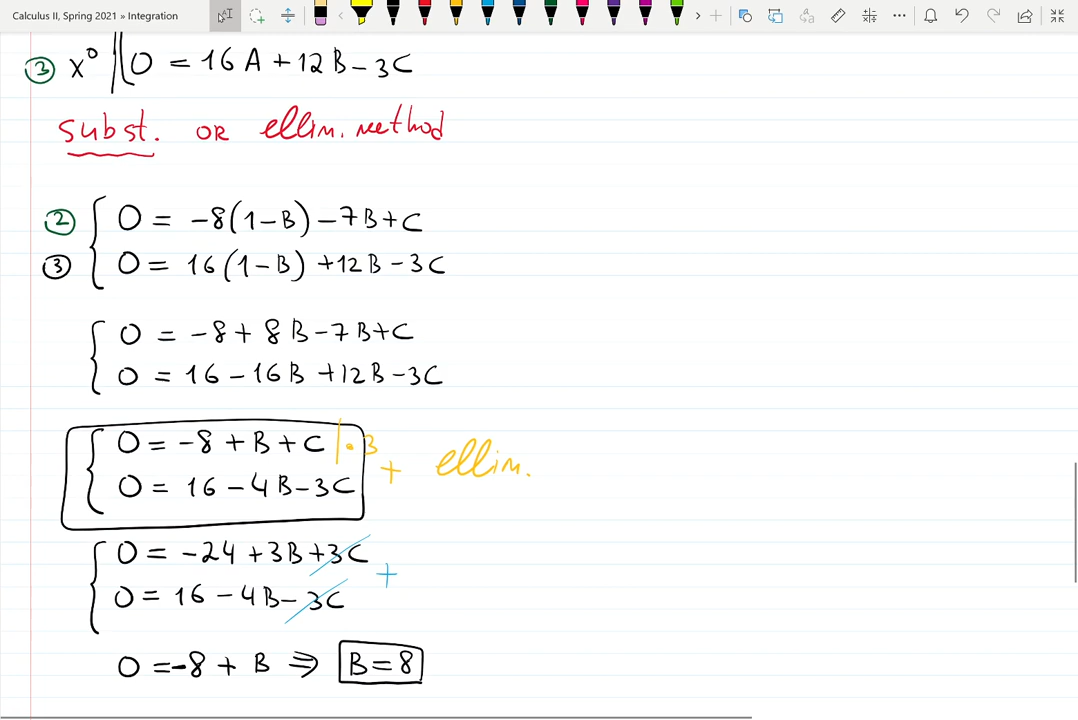 Calculus II, Spring 2021 » Integration
③ x⁰ || 0 = 16A + 12B - 3C
subst. OR ellim. method
② { 0 = -8(1-B) - 7B + C
③ { 0 = 16(1-B) + 12B - 3C
{ 0 = -8 + 8B - 7B + C
{ 0 = 16 - 16B + 12B - 3C
{ 0 = -8 + B + C |· 3
+ ellim.
{ 0 = 16 - 4B - 3C
{ 0 = -24 + 3B + 3C
+
{ 0 = 16 - 4B - 3C
0 = -8 + B ⇒ B = 8